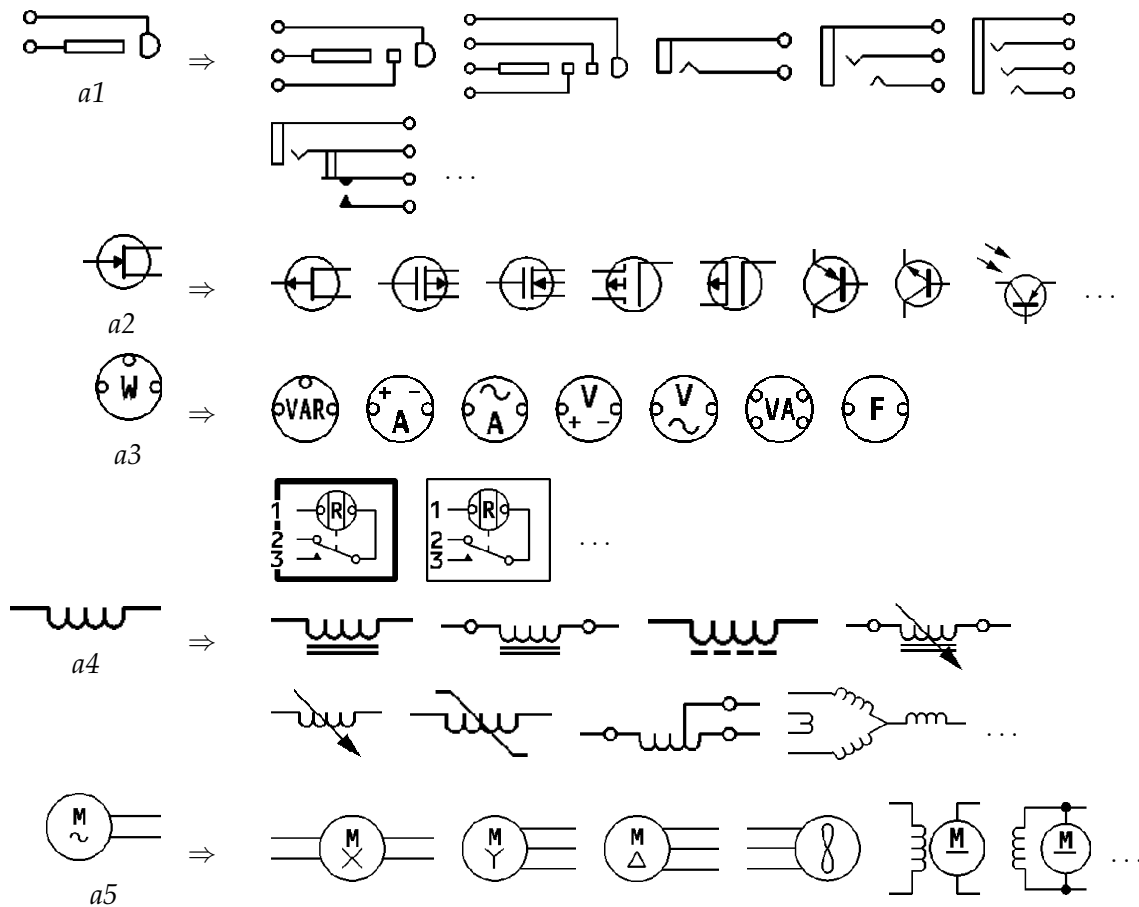 a1 ⇒
. . .
a2 ⇒ . . .
W VAR + − A ∼ A V + − V ∼ VA F
a3 ⇒
1 R 1 R
2 2
3 3
. . .
a4 ⇒
. . .
M ∼ M M Y M Δ M M
a5 ⇒ . . .